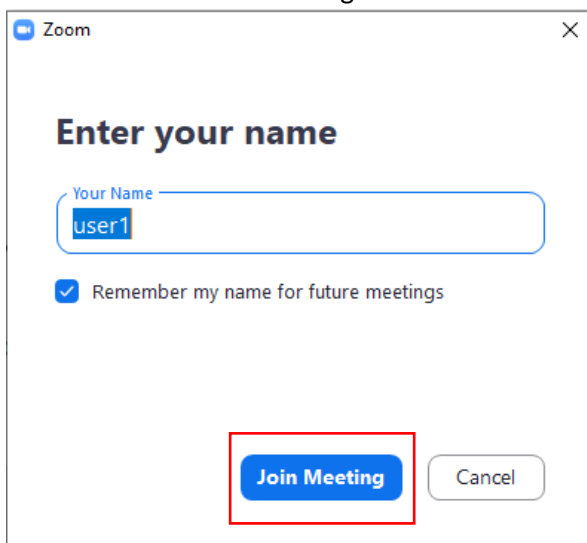 Zoom
Enter your name
Your Name
user1
Remember my name for future meetings
Join Meeting
Cancel